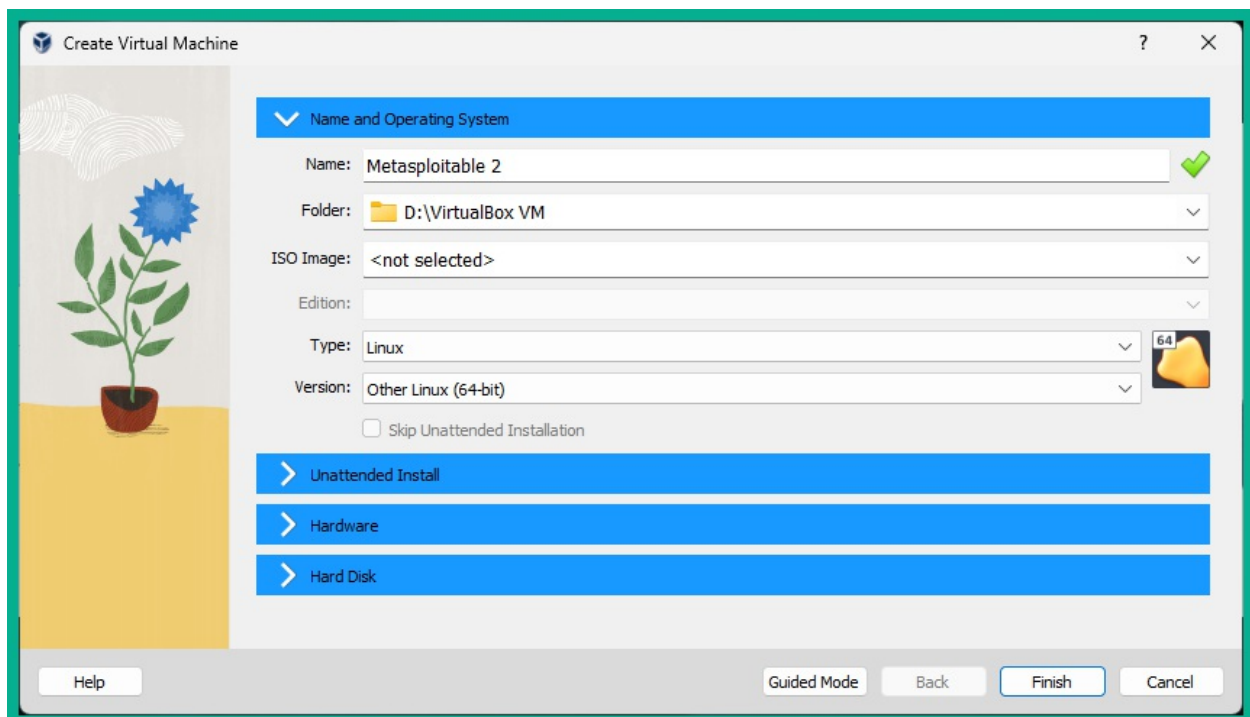 Create Virtual Machine ? ×
Name and Operating System
Name: Metasploitable 2
Folder: D:\VirtualBox VM
ISO Image: <not selected>
Edition:
Type: Linux
64
Version: Other Linux (64-bit)
Skip Unattended Installation
Unattended Install
Hardware
Hard Disk
Help Guided Mode Back Finish Cancel